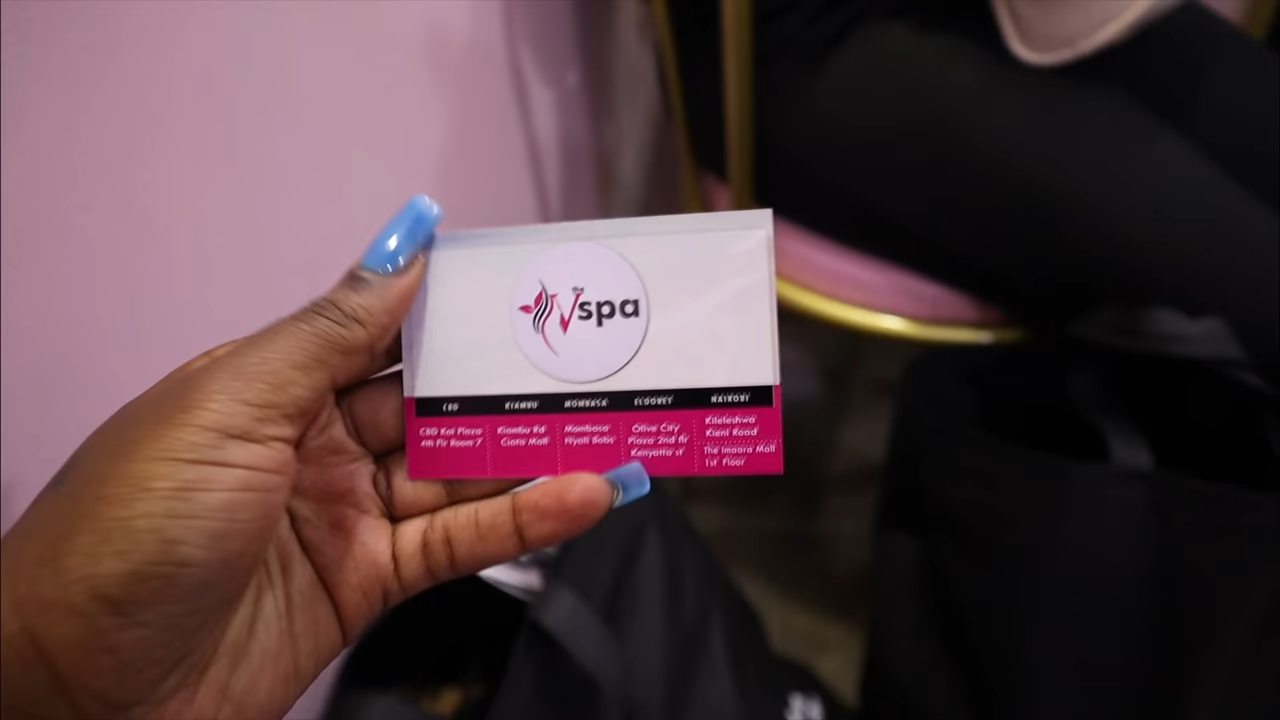 the
Vspa
CBD KIAMBU MOMBASA ELDORET NAIROBI
CBD Kai Plaza
4th Flr Room 7
Kiambu Rd
Ciata Mall
Mombasa
Nyali Bobs
Olive City
Plaza 2nd flr
Kenyatta st
Kileleshwa
Kieni Road
The Imaara Mall
1st Floor